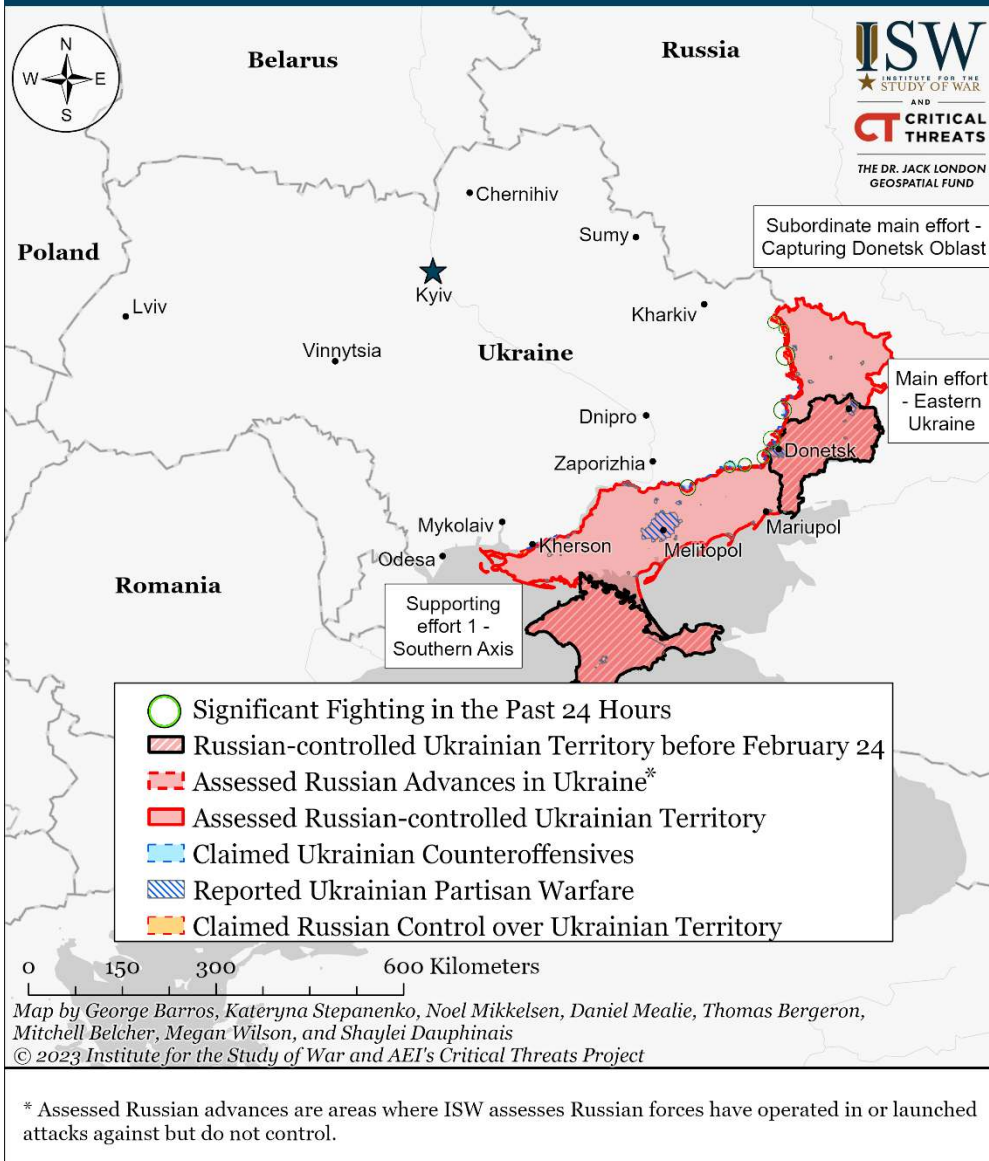 N
W E
S
Belarus
Russia
ISW
INSTITUTE FOR THE
STUDY OF WAR
AND
CT CRITICAL
THREATS
THE DR. JACK LONDON
GEOSPATIAL FUND
Chernihiv
Subordinate main effort -
Capturing Donetsk Oblast
Sumy
Poland
Kyiv
Lviv
Kharkiv
Vinnytsia
Ukraine
Main effort
- Eastern
Ukraine
Dnipro
Donetsk
Zaporizhia
Mykolaiv
Mariupol
Kherson
Melitopol
Odesa
Romania
Supporting
effort 1 -
Southern Axis
Significant Fighting in the Past 24 Hours
Russian-controlled Ukrainian Territory before February 24
Assessed Russian Advances in Ukraine*
Assessed Russian-controlled Ukrainian Territory
Claimed Ukrainian Counteroffensives
Reported Ukrainian Partisan Warfare
Claimed Russian Control over Ukrainian Territory
0 150 300 600 Kilometers
Map by George Barros, Kateryna Stepanenko, Noel Mikkelsen, Daniel Mealie, Thomas Bergeron,
Mitchell Belcher, Megan Wilson, and Shaylei Dauphinais
© 2023 Institute for the Study of War and AEI's Critical Threats Project
* Assessed Russian advances are areas where ISW assesses Russian forces have operated in or launched
attacks against but do not control.